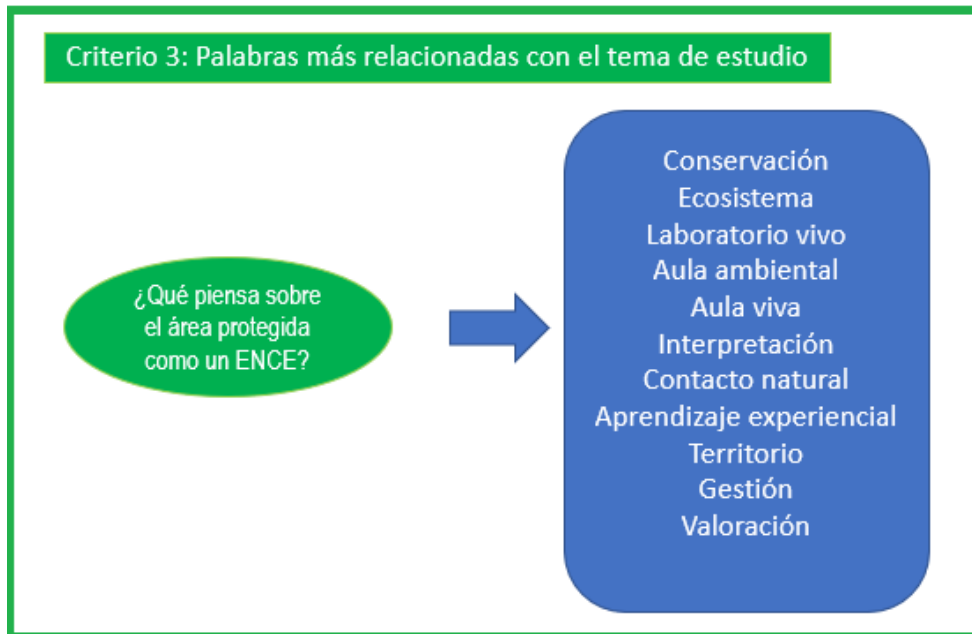 Criterio 3: Palabras más relacionadas con el tema de estudio
¿Qué piensa sobre
el área protegida
como un ENCE?
Conservación
Ecosistema
Laboratorio vivo
Aula ambiental
Aula viva
Interpretación
Contacto natural
Aprendizaje experiencial
Territorio
Gestión
Valoración